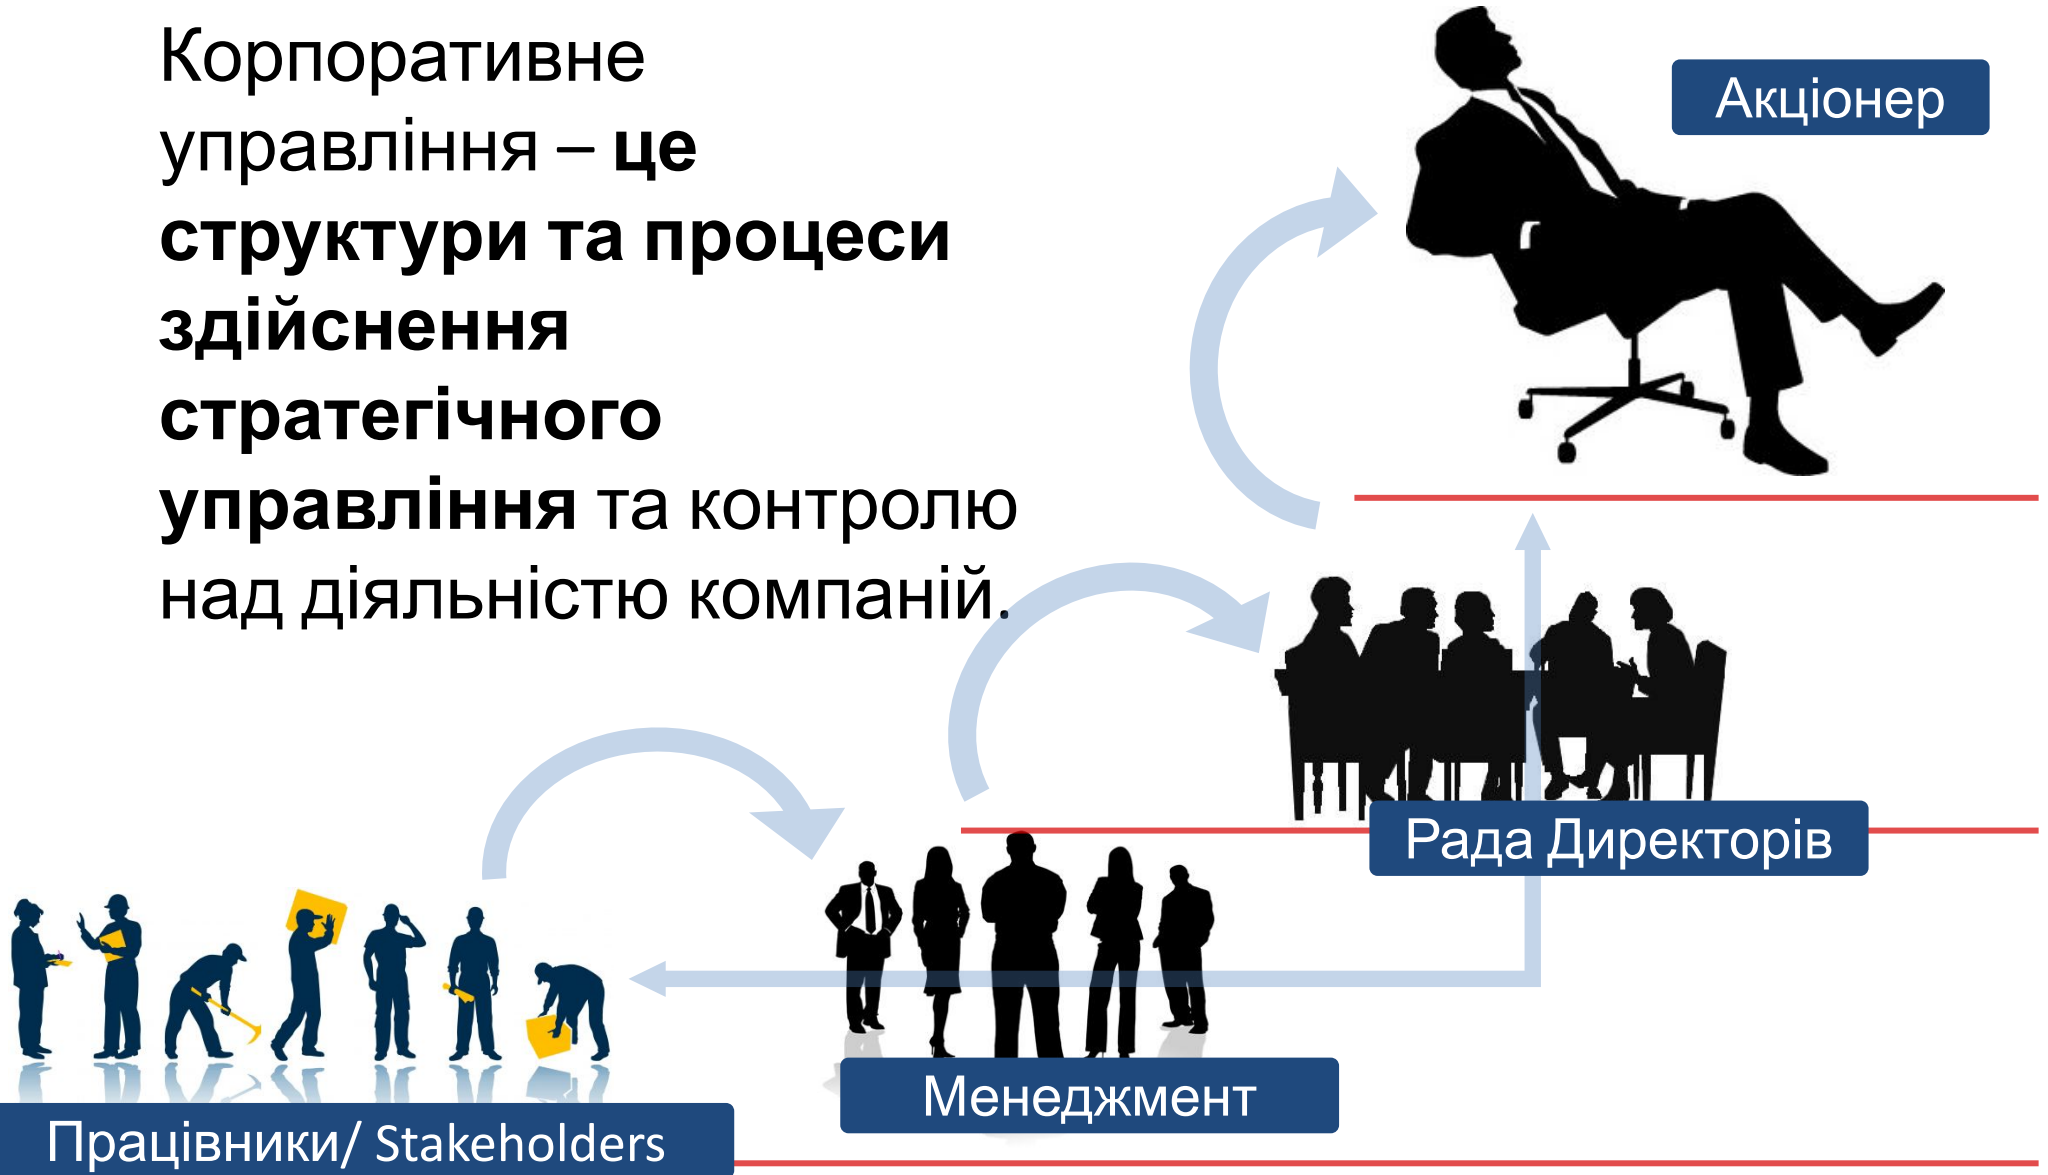 Корпоративне
управління – це
структури та процеси
здійснення
стратегічного
управління та контролю
над діяльністю компаній.
Акціонер
Рада Директорів
Менеджмент
Працівники/ Stakeholders